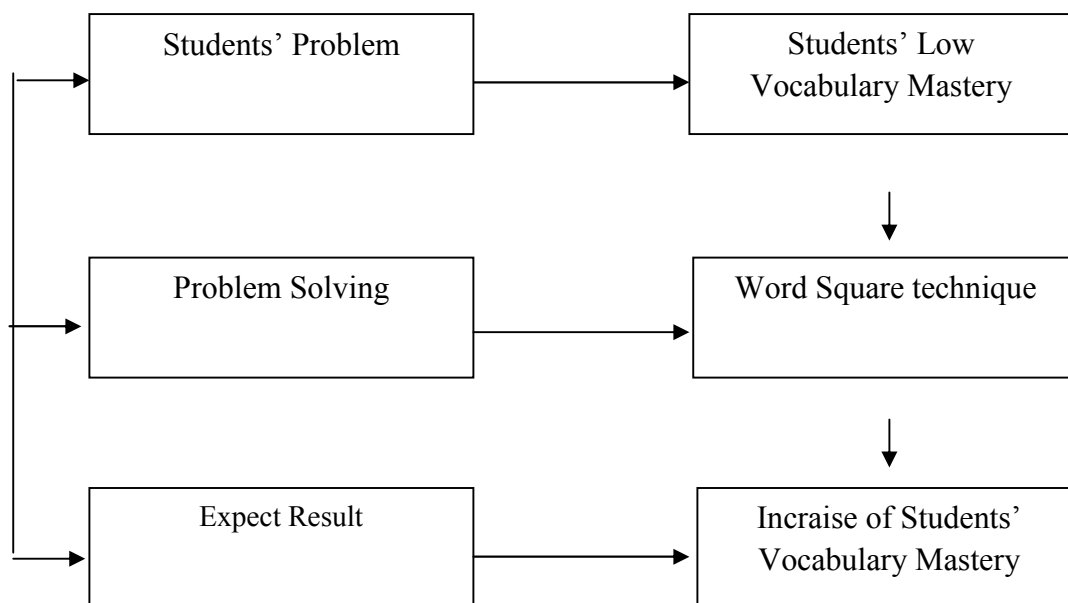 Students’ Problem
Students’ Low
Vocabulary Mastery
Problem Solving
Word Square technique
Expect Result
Incraise of Students’
Vocabulary Mastery